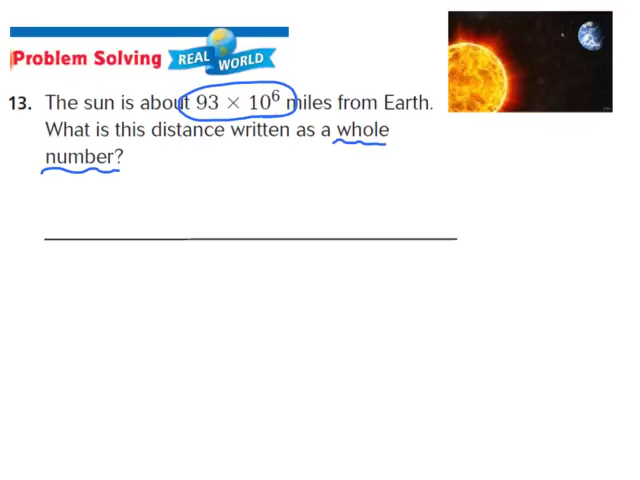 Problem Solving REAL WORLD
13. The sun is about 93 × 10⁶ miles from Earth.
What is this distance written as a whole
number?